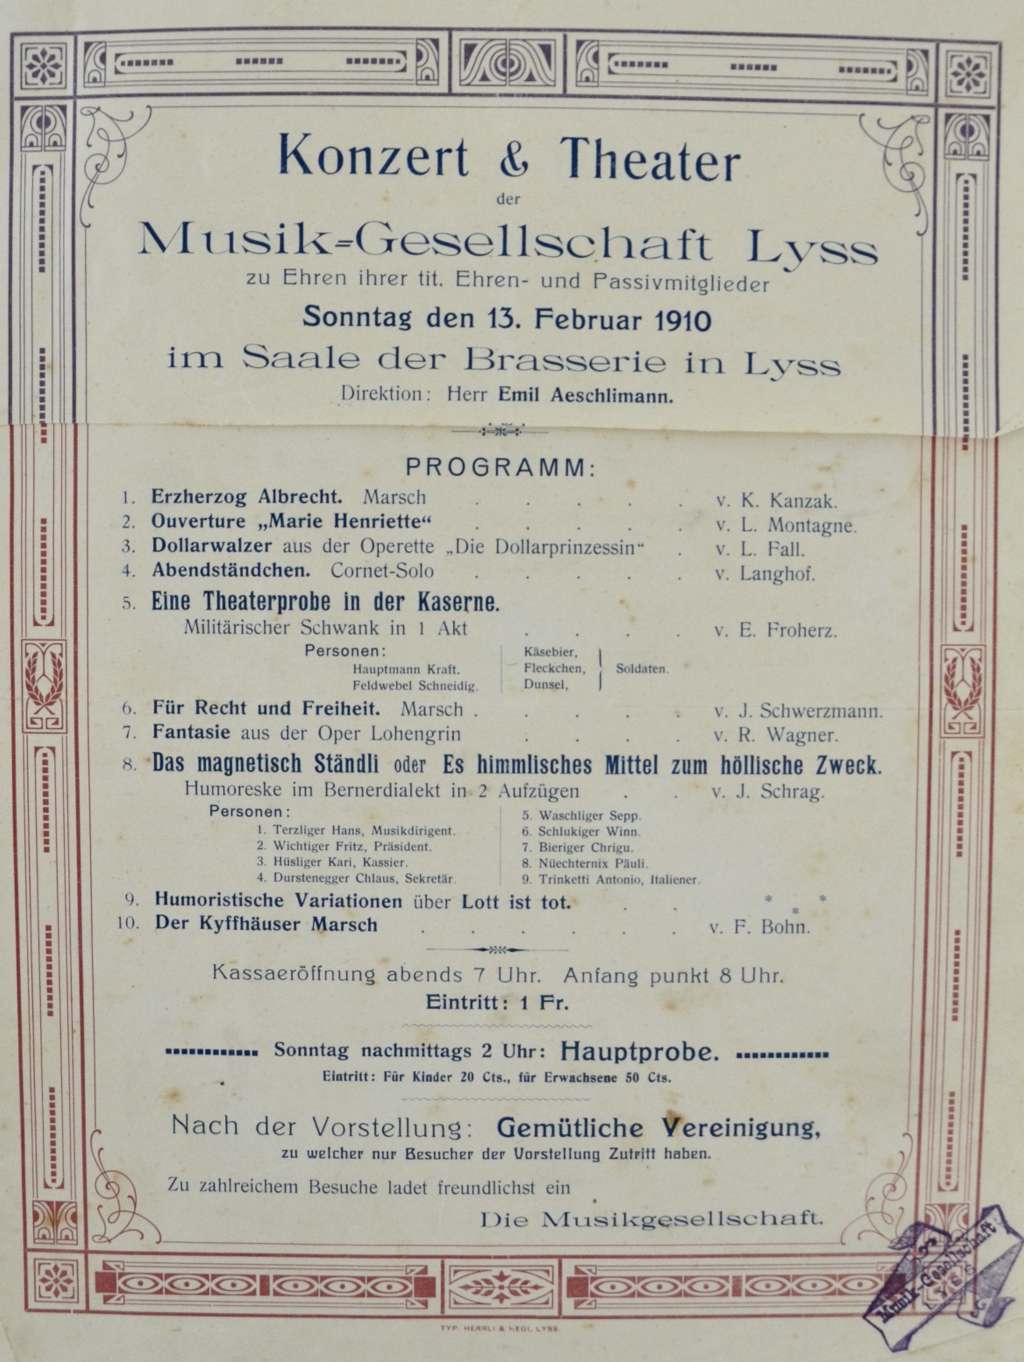 Konzert & Theater
der
Musik-Gesellschaft Lyss
zu Ehren ihrer tit. Ehren- und Passivmitglieder
Sonntag den 13. Februar 1910
im Saale der Brasserie in Lyss
Direktion: Herr Emil Aeschlimann.
PROGRAMM:
1. Erzherzog Albrecht. Marsch . . . . . v. K. Kanzak.
2. Ouverture „Marie Henriette“ . . . . . v. L. Montagne.
3. Dollarwalzer aus der Operette „Die Dollarprinzessin“ . v. L. Fall.
4. Abendständchen. Cornet-Solo . . . . . v. Langhof.
5. Eine Theaterprobe in der Kaserne.
Militärischer Schwank in 1 Akt . . . . v. E. Froherz.
Personen:
Hauptmann Kraft.
Feldwebel Schneidig.
Käsebier,
Fleckchen, } Soldaten.
Dunsel,
6. Für Recht und Freiheit. Marsch . . . . . v. J. Schwerzmann.
7. Fantasie aus der Oper Lohengrin . . . . v. R. Wagner.
8. Das magnetisch Ständli oder Es himmlisches Mittel zum höllische Zweck.
Humoreske im Bernerdialekt in 2 Aufzügen . . v. J. Schrag.
Personen:
1. Terzliger Hans, Musikdirigent.
2. Wichtiger Fritz, Präsident.
3. Hüsliger Kari, Kassier.
4. Durstenegger Chlaus, Sekretär.
5. Waschliger Sepp.
6. Schlukiger Winn.
7. Bieriger Chrigu.
8. Nüechternix Päuli.
9. Trinketti Antonio, Italiener.
9. Humoristische Variationen über Lott ist tot. . . * * *
10. Der Kyffhäuser Marsch . . . . . . v. F. Bohn.
Kassaeröffnung abends 7 Uhr. Anfang punkt 8 Uhr.
Eintritt: 1 Fr.
Sonntag nachmittags 2 Uhr: Hauptprobe.
Eintritt: Für Kinder 20 Cts., für Erwachsene 50 Cts.
Nach der Vorstellung: Gemütliche Vereinigung,
zu welcher nur Besucher der Vorstellung Zutritt haben.
Zu zahlreichem Besuche ladet freundlichst ein
Die Musikgesellschaft.
Musik-Gesellschaft
LYSS
TYP. & LYSS.